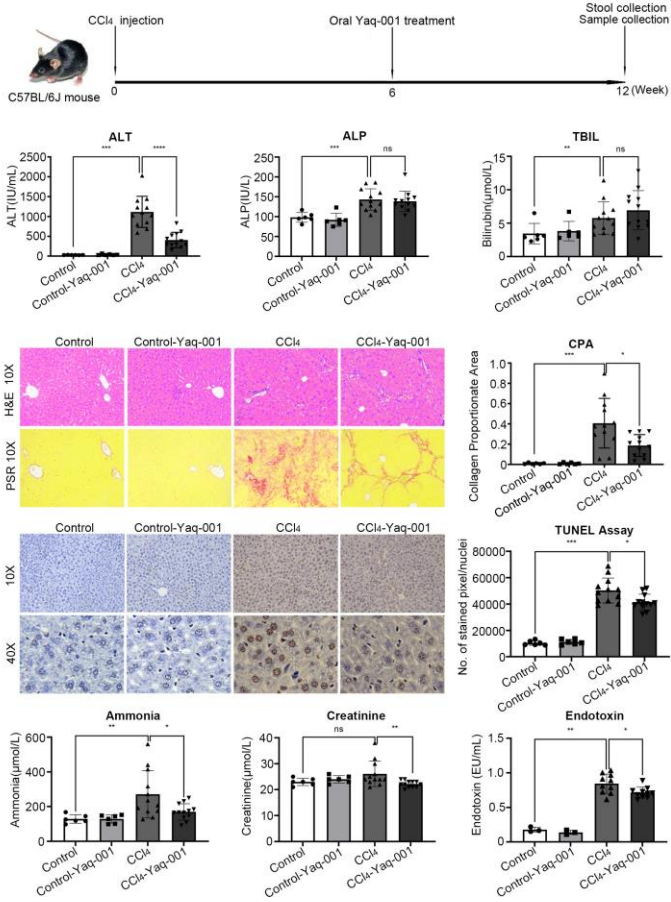 CCl₄ injection
Oral Yaq-001 treatment
Stool collection
Sample collection
C57BL/6J mouse
0
6
12 (Week)
ALT
***
****
ALT(IU/mL)
2500
2000
1500
1000
500
0
Control
Control-Yaq-001
CCl₄
CCl₄-Yaq-001
ALP
***
ns
ALP(IU/L)
250
200
150
100
50
0
Control
Control-Yaq-001
CCl₄
CCl₄-Yaq-001
TBIL
**
ns
Bilirubin(μmol/L)
15
10
5
0
Control
Control-Yaq-001
CCl₄
CCl₄-Yaq-001
Control
Control-Yaq-001
CCl₄
CCl₄-Yaq-001
H&E 10X
PSR 10X
CPA
***
*
Collagen Proportionate Area
1.0
0.8
0.6
0.4
0.2
0
Control
Control-Yaq-001
CCl₄
CCl₄-Yaq-001
Control
Control-Yaq-001
CCl₄
CCl₄-Yaq-001
10X
40X
TUNEL Assay
***
*
No. of stained pixel/nuclei
80000
60000
40000
20000
0
Control
Control-Yaq-001
CCl₄
CCl₄-Yaq-001
Ammonia
**
*
Ammonia(μmol/L)
600
400
200
0
Control
Control-Yaq-001
CCl₄
CCl₄-Yaq-001
Creatinine
ns
**
Creatinine(μmol/L)
40
30
20
10
0
Control
Control-Yaq-001
CCl₄
CCl₄-Yaq-001
Endotoxin
**
*
Endotoxin (EU/mL)
1.5
1.0
0.5
0.0
Control
Control-Yaq-001
CCl₄
CCl₄-Yaq-001